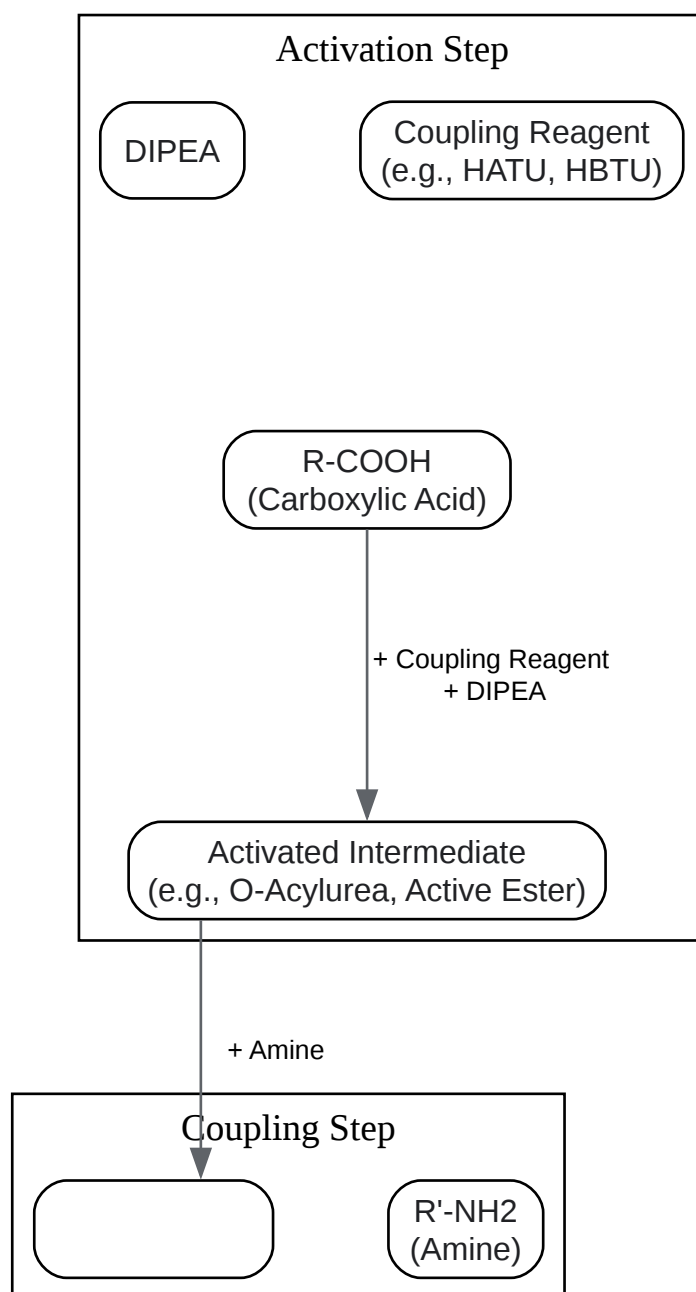 Activation Step
DIPEA
Coupling Reagent
(e.g., HATU, HBTU)
R-COOH
(Carboxylic Acid)
+ Coupling Reagent
+ DIPEA
Activated Intermediate
(e.g., O-Acylurea, Active Ester)
+ Amine
Coupling Step
R'-NH2
(Amine)